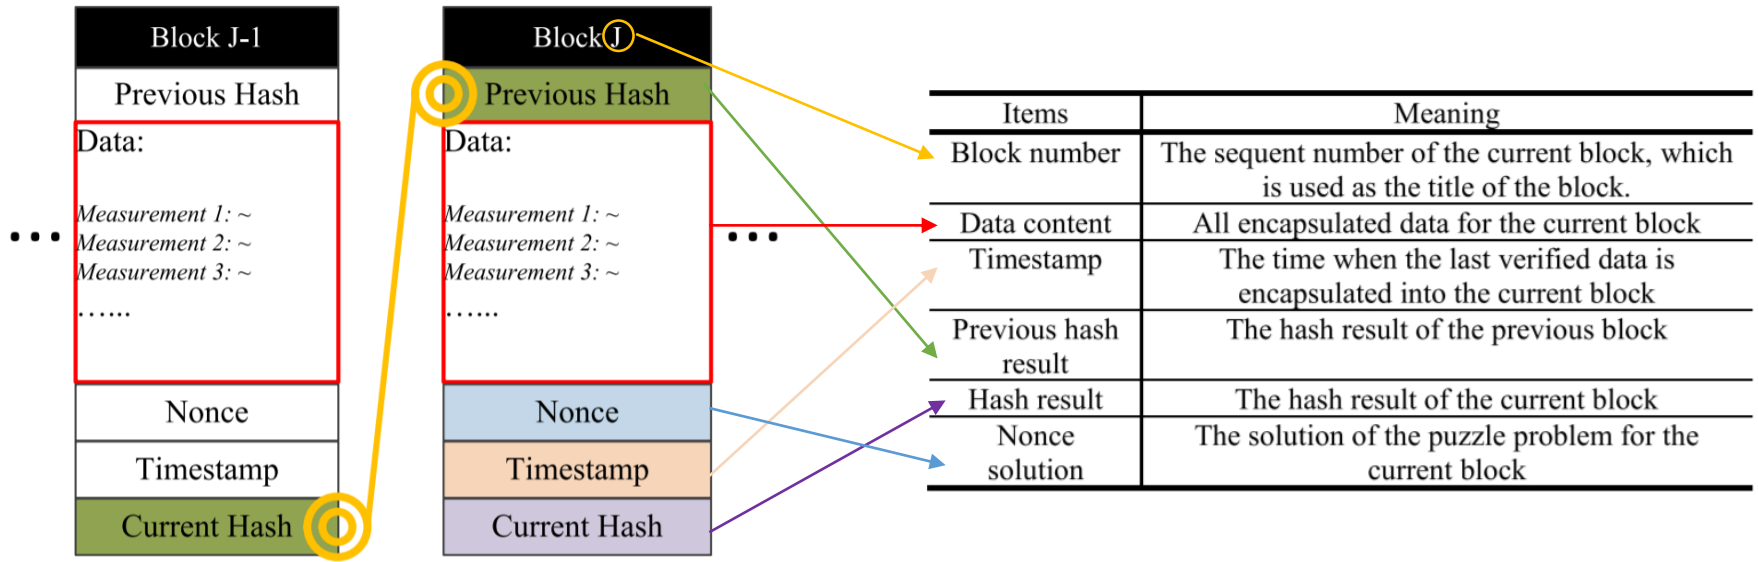 Block J-1
Previous Hash
Data:
Measurement 1: ~
Measurement 2: ~
Measurement 3: ~
…...
Nonce
Timestamp
Current Hash
Block J
Previous Hash
Data:
Measurement 1: ~
Measurement 2: ~
Measurement 3: ~
…...
Nonce
Timestamp
Current Hash
Items Meaning
Block number The sequent number of the current block, which
is used as the title of the block.
Data content All encapsulated data for the current block
Timestamp The time when the last verified data is
encapsulated into the current block
Previous hash The hash result of the previous block
result
Hash result The hash result of the current block
Nonce The solution of the puzzle problem for the
solution current block